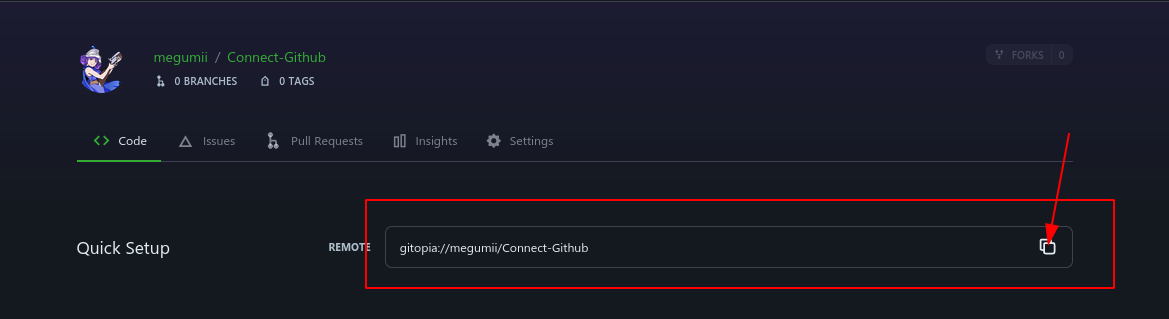 megumii / Connect-Github
FORKS 0
0 BRANCHES 0 TAGS
Code Issues Pull Requests Insights Settings
Quick Setup REMOTE gitopia://megumii/Connect-Github